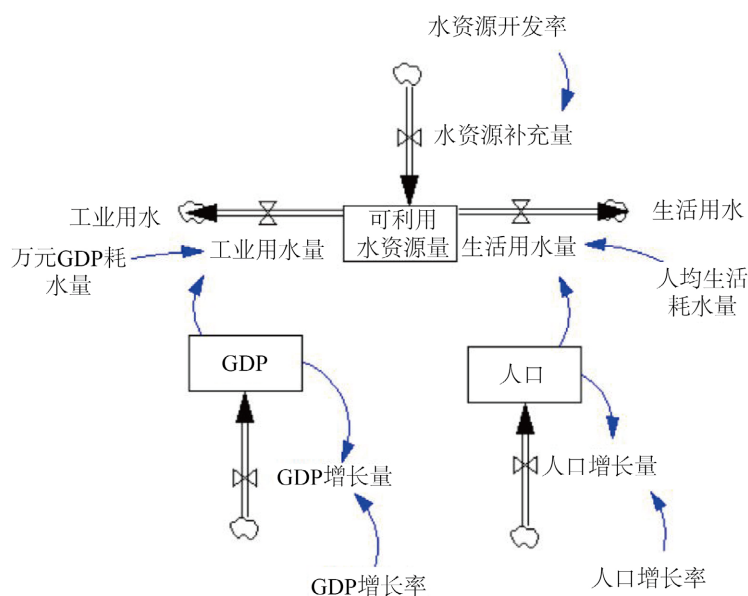 水资源开发率
水资源补充量
工业用水
可利用
水资源量
生活用水
工业用水量
生活用水量
万元GDP耗
水量
人均生活
耗水量
GDP
人口
GDP增长量
人口增长量
GDP增长率
人口增长率